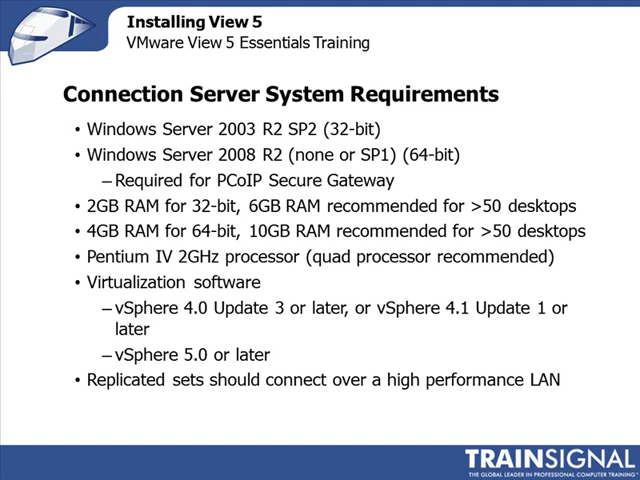 Installing View 5
VMware View 5 Essentials Training
Connection Server System Requirements
• Windows Server 2003 R2 SP2 (32-bit)
• Windows Server 2008 R2 (none or SP1) (64-bit)
– Required for PCoIP Secure Gateway
• 2GB RAM for 32-bit, 6GB RAM recommended for >50 desktops
• 4GB RAM for 64-bit, 10GB RAM recommended for >50 desktops
• Pentium IV 2GHz processor (quad processor recommended)
• Virtualization software
– vSphere 4.0 Update 3 or later, or vSphere 4.1 Update 1 or
later
– vSphere 5.0 or later
• Replicated sets should connect over a high performance LAN
TRAINSIGNAL
THE GLOBAL LEADER IN PROFESSIONAL COMPUTER TRAINING